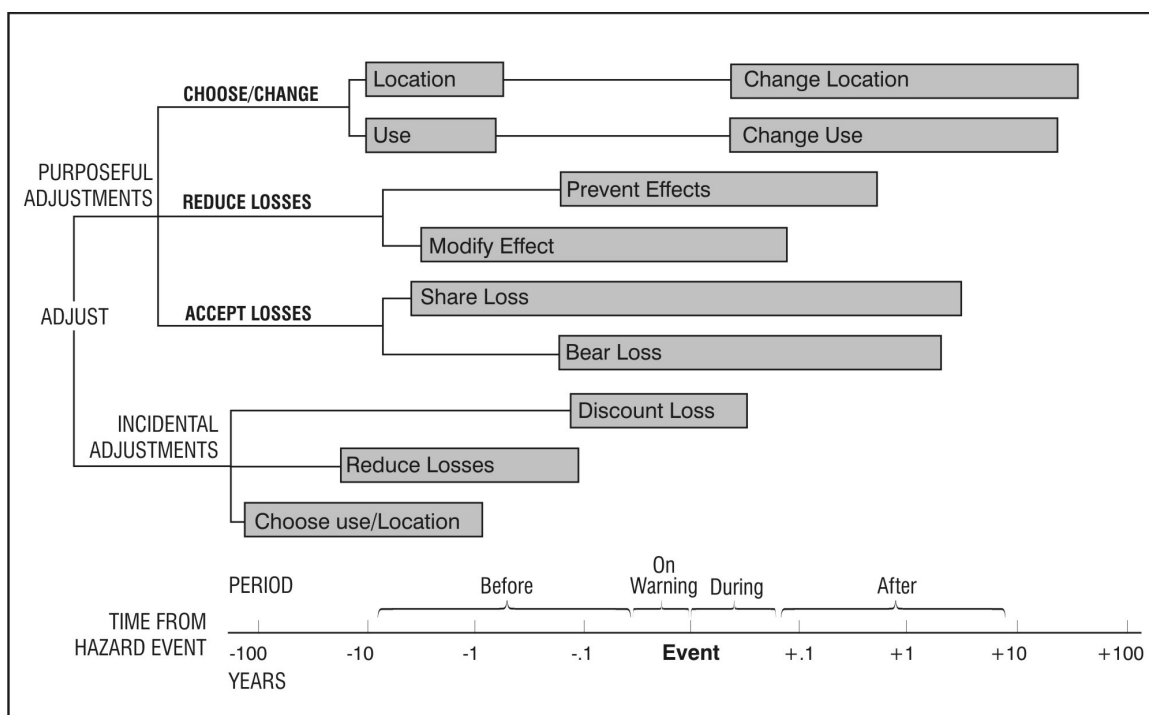 CHOOSE/CHANGE
Location
Change Location
Use
Change Use
PURPOSEFUL
ADJUSTMENTS
REDUCE LOSSES
Prevent Effects
Modify Effect
ADJUST
ACCEPT LOSSES
Share Loss
Bear Loss
INCIDENTAL
ADJUSTMENTS
Discount Loss
Reduce Losses
Choose use/Location
PERIOD
Before
On
Warning
During
After
TIME FROM
HAZARD EVENT
-100
-10
-1
-.1
Event
+.1
+1
+10
+100
YEARS